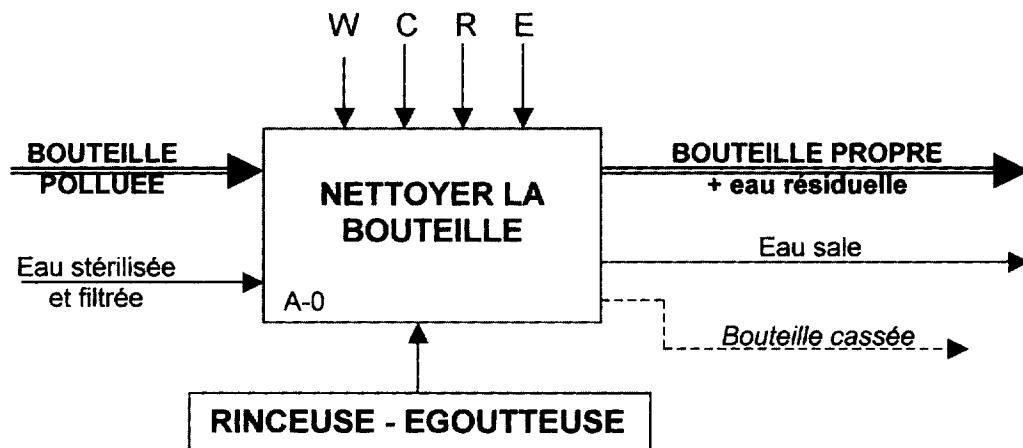 W C R E
BOUTEILLE
POLLUEE
BOUTEILLE PROPRE
+ eau résiduelle
NETTOYER LA
BOUTEILLE
Eau stérilisée
et filtrée
Eau sale
A-0
Bouteille cassée
RINCEUSE - EGOUTTEUSE